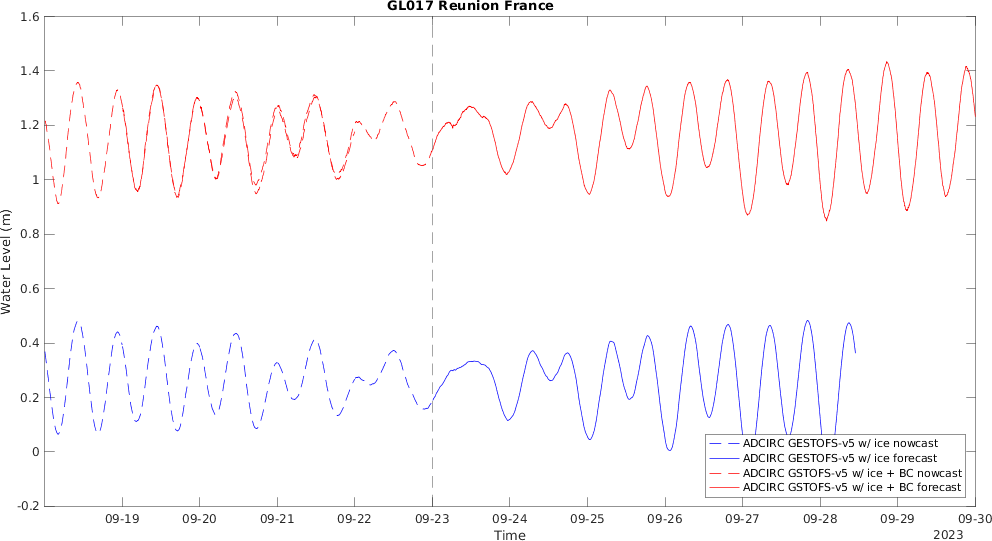 GL017 Reunion France
1.6
1.4
1.2
1
0.8
0.6
0.4
0.2
0
-0.2
Water Level (m)
09-19 09-20 09-21 09-22 09-23 09-24 09-25 09-26 09-27 09-28 09-29 09-30
Time
2023
ADCIRC GESTOFS-v5 w/ ice nowcast
ADCIRC GESTOFS-v5 w/ ice forecast
ADCIRC GSTOFS-v5 w/ ice + BC nowcast
ADCIRC GSTOFS-v5 w/ ice + BC forecast